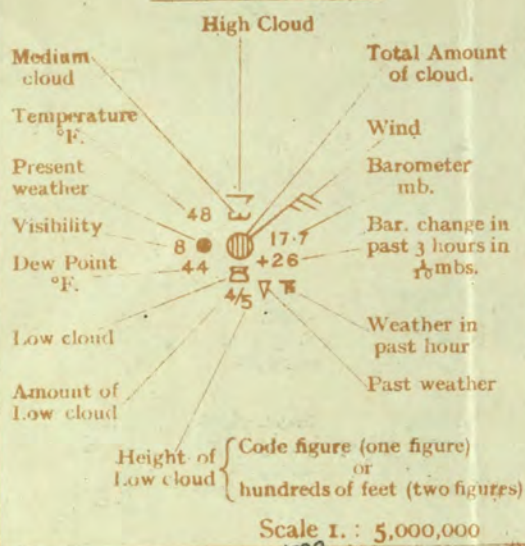 High Cloud
Medium
cloud
Total Amount
of cloud.
Temperature
°F.
Wind
Present
weather
Barometer
mb.
48
Visibility
8
17·7
Bar. change in
past 3 hours in
1/10 mbs.
Dew Point
°F.
44
+26
4/5
Low cloud
Weather in
past hour
Amount of
Low cloud
Past weather
Height of
Low cloud
Code figure (one figure)
or
hundreds of feet (two figures)
Scale 1. : 5,000,000